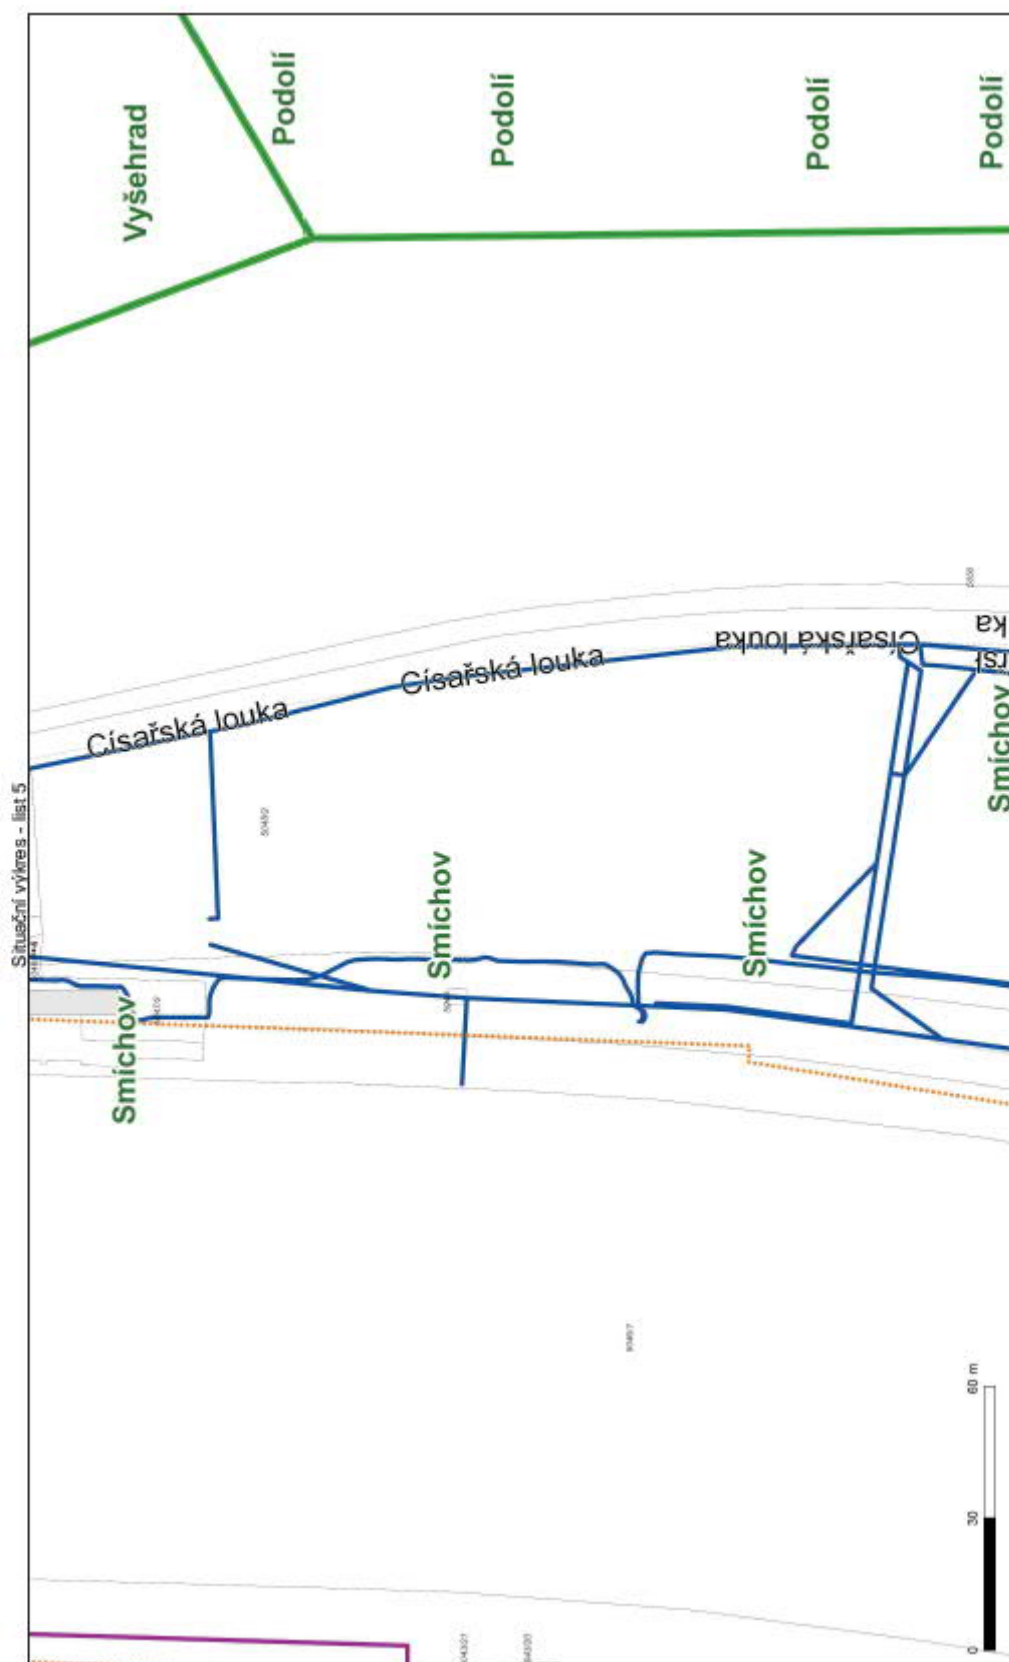 Vyšehrad
Podolí
Podolí
Podolí
Podolí
Císařská louka
Císařská louka
Císařská louka
ka
Situační výkres - list 5
Smíchov
Smíchov
Smíchov
Smíchov
0
30
60 m